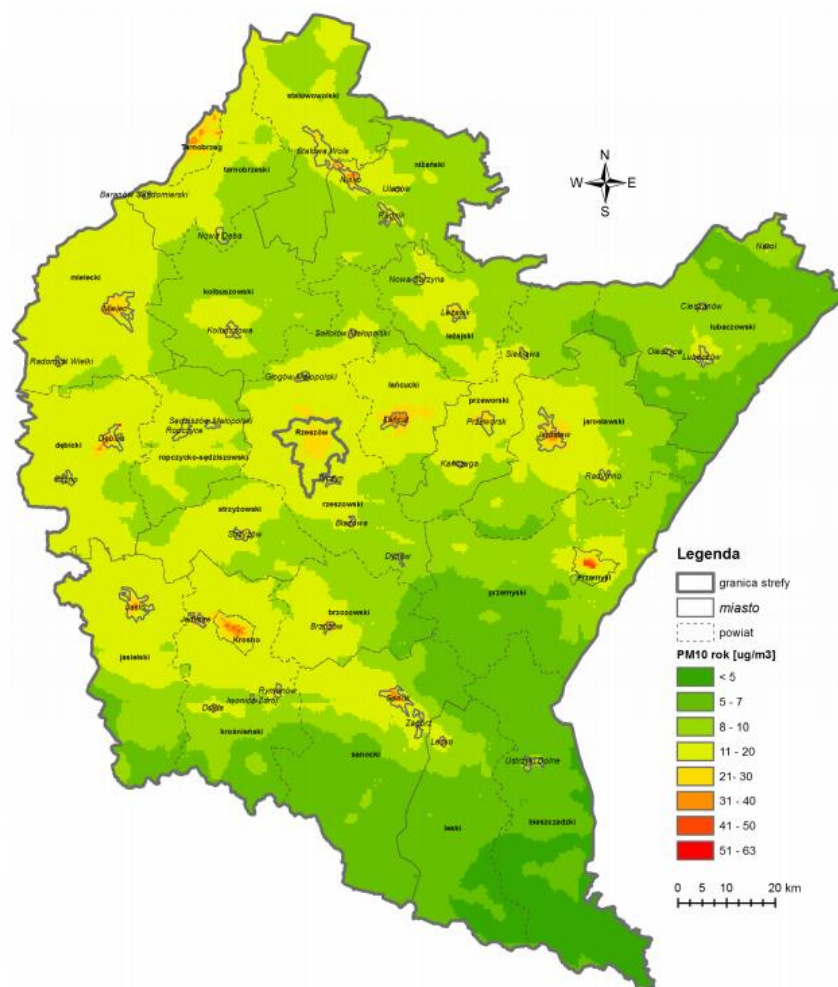 stalowowolski
Tarnobrzeg
Stalowa Wola
N
W E
S
tarnobrzeski
Nisko
niżański
Ulanów
Baranów Sandomierski
Rudnik
Nowa Dęba
Narol
mielecki
kolbuszowski
Nowa Sarzyna
Cieszanów
Mielec
Leżajsk
lubaczowski
Kolbuszowa
Sokołów Małopolski
leżajski
Oleszyce
Lubaczów
Radomyśl Wielki
Sieniawa
Głogów Małopolski
łańcucki
przeworski
Sędziszów Małopolski
Łańcut
Przeworsk
jarosławski
Dębica
Ropczyce
Rzeszów
Jarosław
dębicki
ropczycko-sędziszowski
Kańczuga
Radymno
Pilzno
Tyczyn
rzeszowski
strzyżowski
Błażowa
Strzyżów
Dynów
Przemyśl
Legenda
granica strefy
miasto
powiat
przemyski
Jasło
Jedlicze
brzozowski
Krosno
Brzozów
jasielski
PM10 rok [ug/m3]
< 5
5 - 7
8 - 10
11 - 20
21- 30
31 - 40
41 - 50
51 - 63
Rymanów
Iwonicz-Zdrój
Dukla
Sanok
krośnieński
Zagórz
Lesko
sanocki
Ustrzyki Dolne
leski
bieszczadzki
0 5 10 20 km